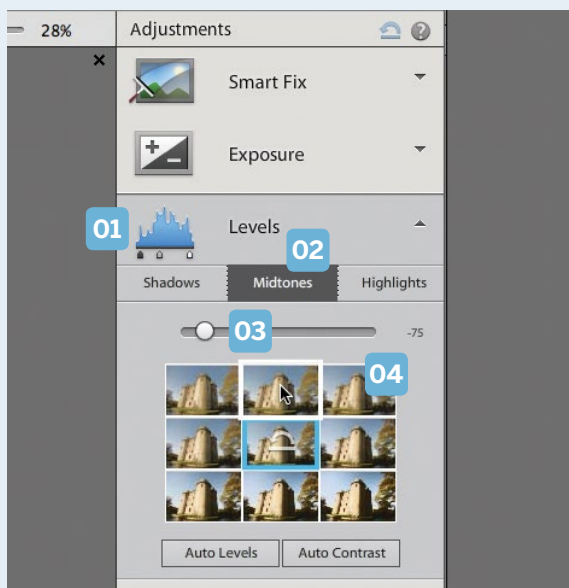 28%
Adjustments ?
×
Smart Fix
+ − Exposure
01 Levels
02
Shadows Midtones Highlights
03 -75
04
Auto Levels Auto Contrast